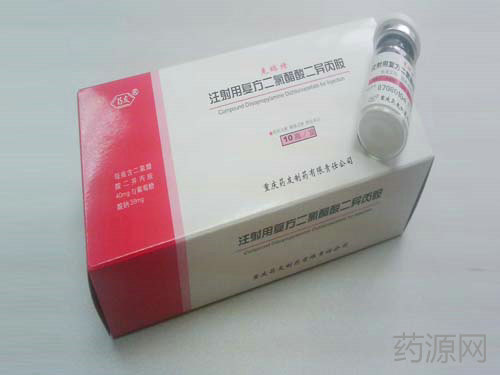 注射用复方二氯醋酸二异丙胺
Compound Diisopropylamine Dichloroacetate for Injection
10瓶/盒
重庆药友制药有限责任公司
药友
每瓶含二氯醋
酸二异丙胺
40mg与葡萄糖
酸钠38mg
注射用复方二氯醋酸二异丙胺
Compound Diisopropylamine Dichloroacetate for Injection
重庆药友制药有限责任公司
药源网